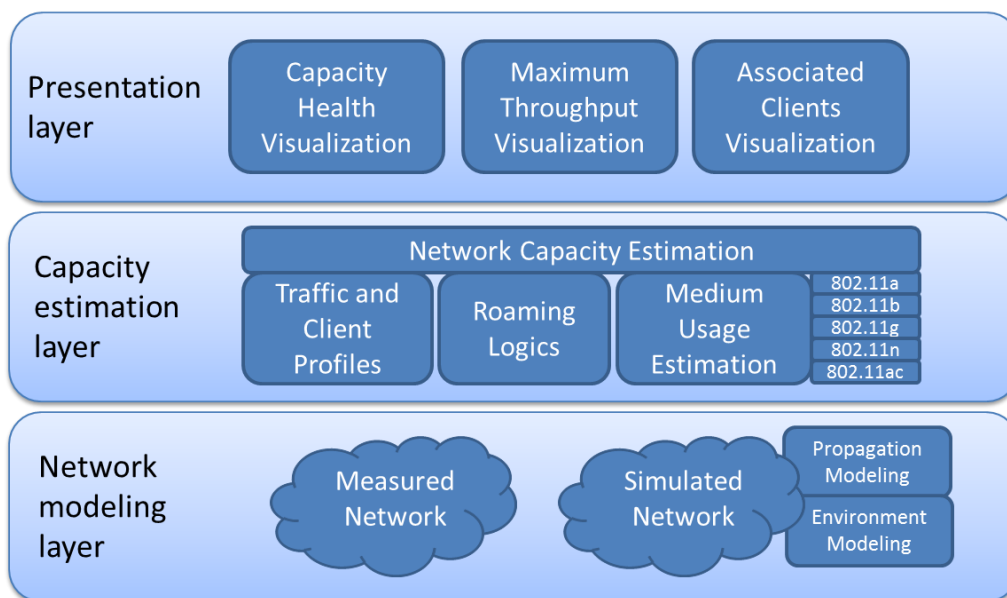 Presentation
layer
Capacity
Health
Visualization
Maximum
Throughput
Visualization
Associated
Clients
Visualization
Capacity
estimation
layer
Network Capacity Estimation
Traffic and
Client
Profiles
Roaming
Logics
Medium
Usage
Estimation
802.11a
802.11b
802.11g
802.11n
802.11ac
Network
modeling
layer
Measured
Network
Simulated
Network
Propagation
Modeling
Environment
Modeling